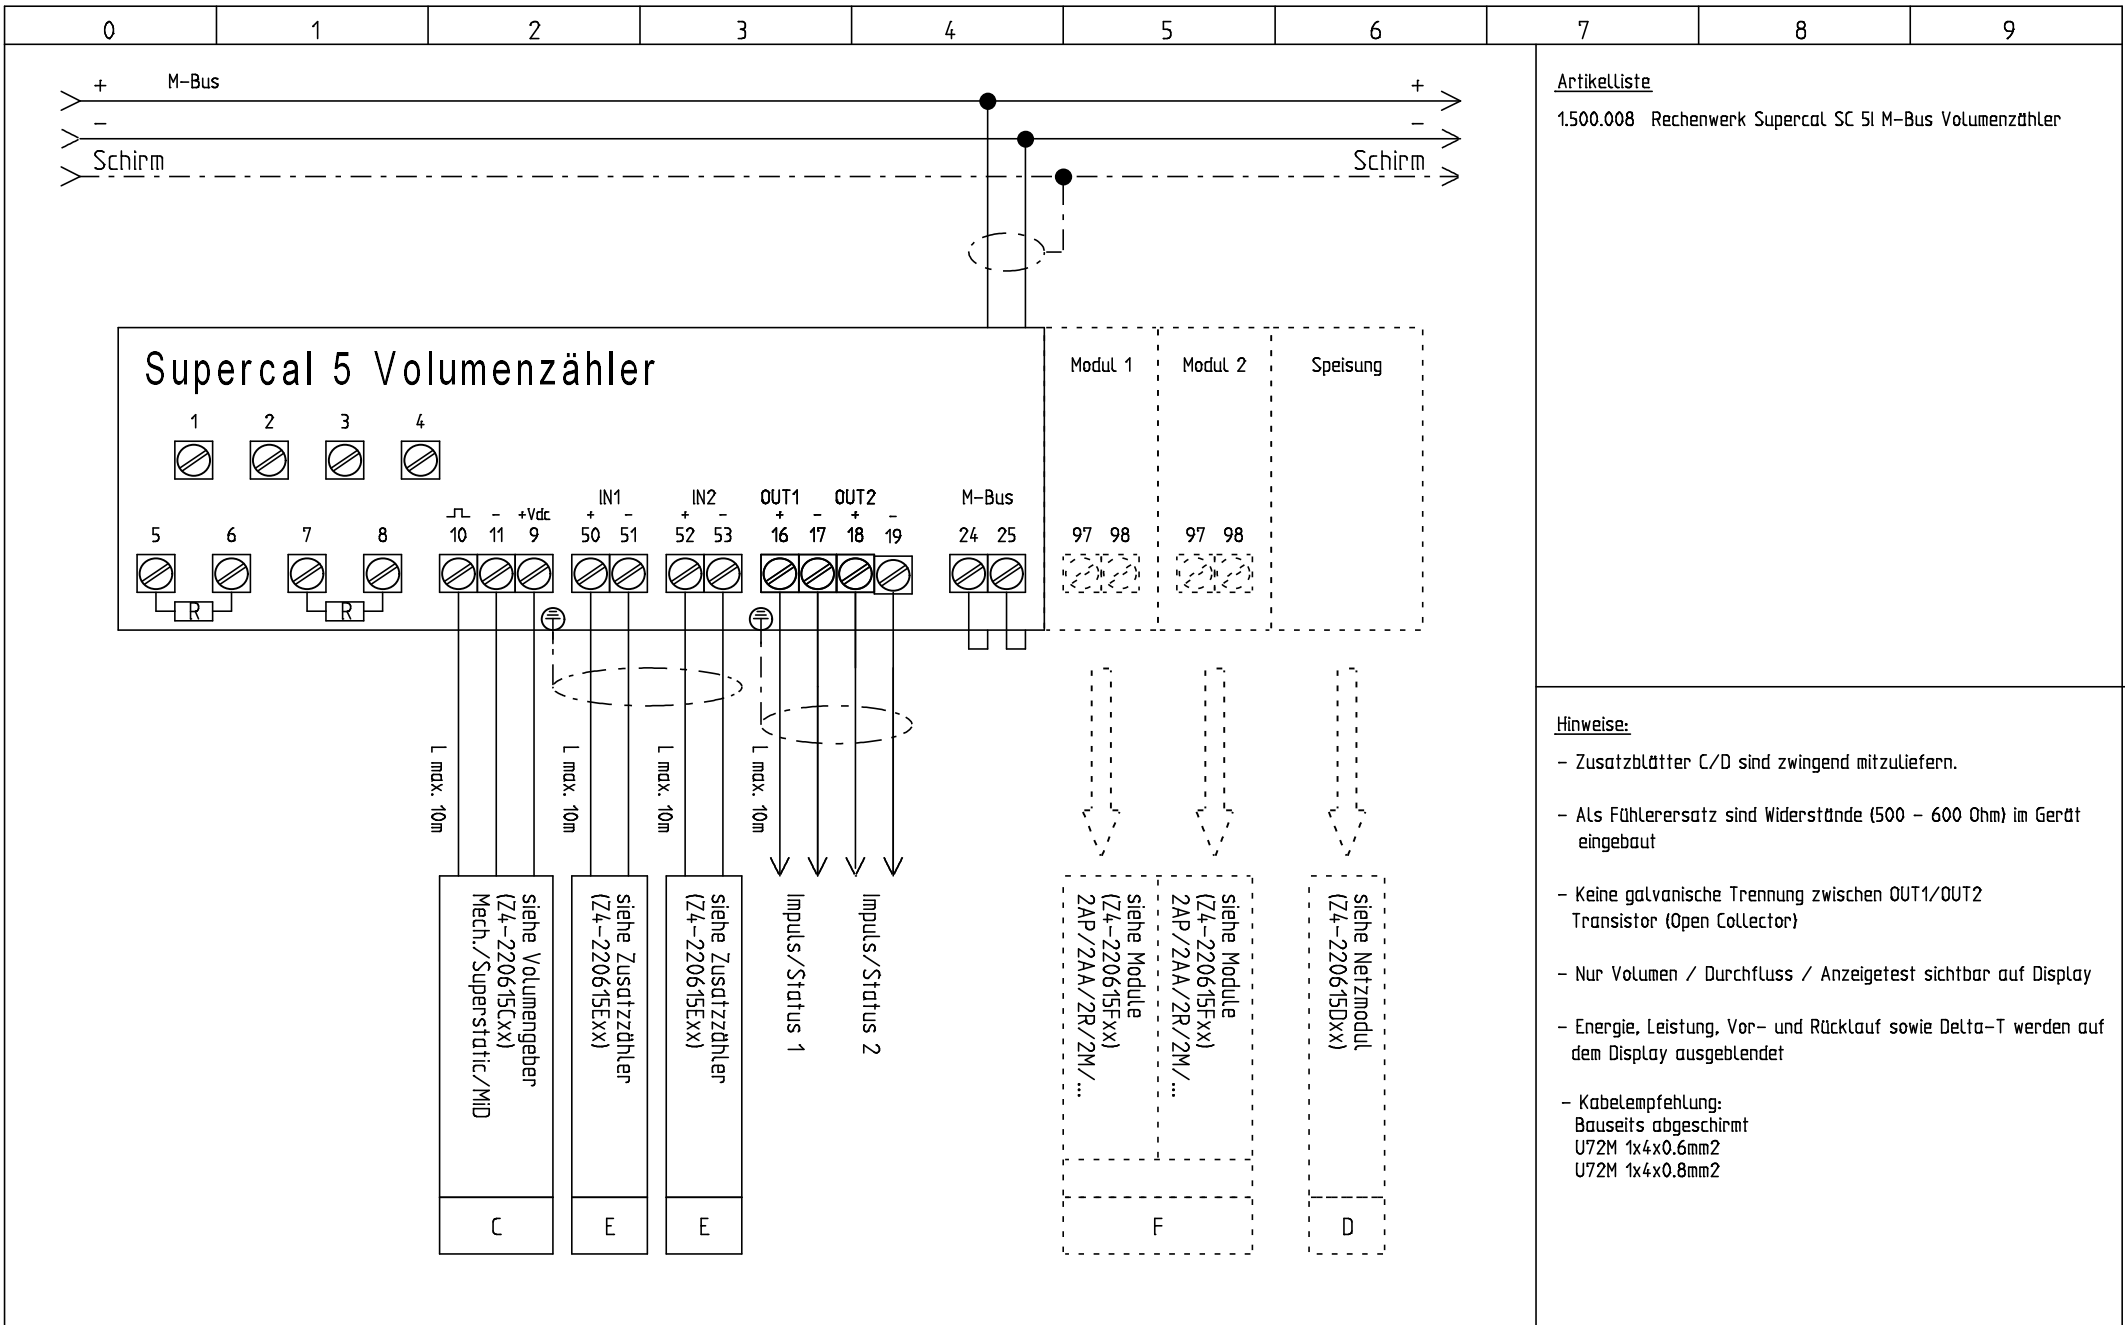 0 1 2 3 4 5 6 7 8 9
+ M-Bus +
- -
Schirm Schirm
Artikelliste
1.500.008 Rechenwerk Supercal SC 5I M-Bus Volumenzähler
Supercal 5 Volumenzähler
Modul 1 Modul 2 Speisung
1 2 3 4
IN1 IN2 OUT1 OUT2 M-Bus
- +Vdc + - + - + - + -
5 6 7 8 10 11 9 50 51 52 53 16 17 18 19 24 25 97 98 97 98
R R
L max. 10m
L max. 10m
L max. 10m
L max. 10m
siehe Volumengeber
(Z4-220615Cxx)
Mech./Superstatic/MID
C
siehe Zusatzzähler
(Z4-220615Exx)
E
siehe Zusatzzähler
(Z4-220615Exx)
E
Impuls/Status 1
Impuls/Status 2
siehe Module
(Z4-220615Fxx)
2AP/2AA/2R/2M/...
siehe Module
(Z4-220615Fxx)
2AP/2AA/2R/2M/...
F
siehe Netzmodul
(Z4-220615Dxx)
D
Hinweise:
- Zusatzblätter C/D sind zwingend mitzuliefern.
- Als Fühlerersatz sind Widerstände (500 - 600 Ohm) im Gerät
eingebaut
- Keine galvanische Trennung zwischen OUT1/OUT2
Transistor (Open Collector)
- Nur Volumen / Durchfluss / Anzeigetest sichtbar auf Display
- Energie, Leistung, Vor- und Rücklauf sowie Delta-T werden auf
dem Display ausgeblendet
- Kabelempfehlung:
Bauseits abgeschirmt
U72M 1x4x0.6mm2
U72M 1x4x0.8mm2